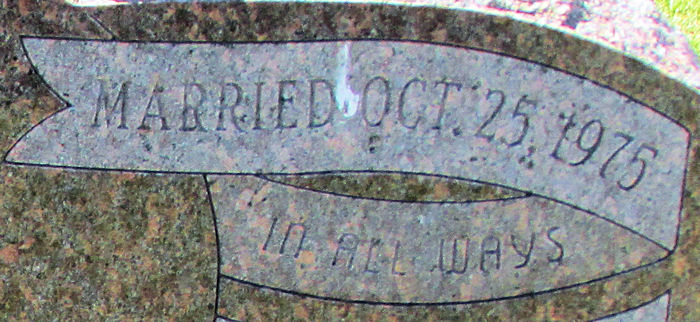 MARRIED OCT. 25, 1975
IN ALL WAYS